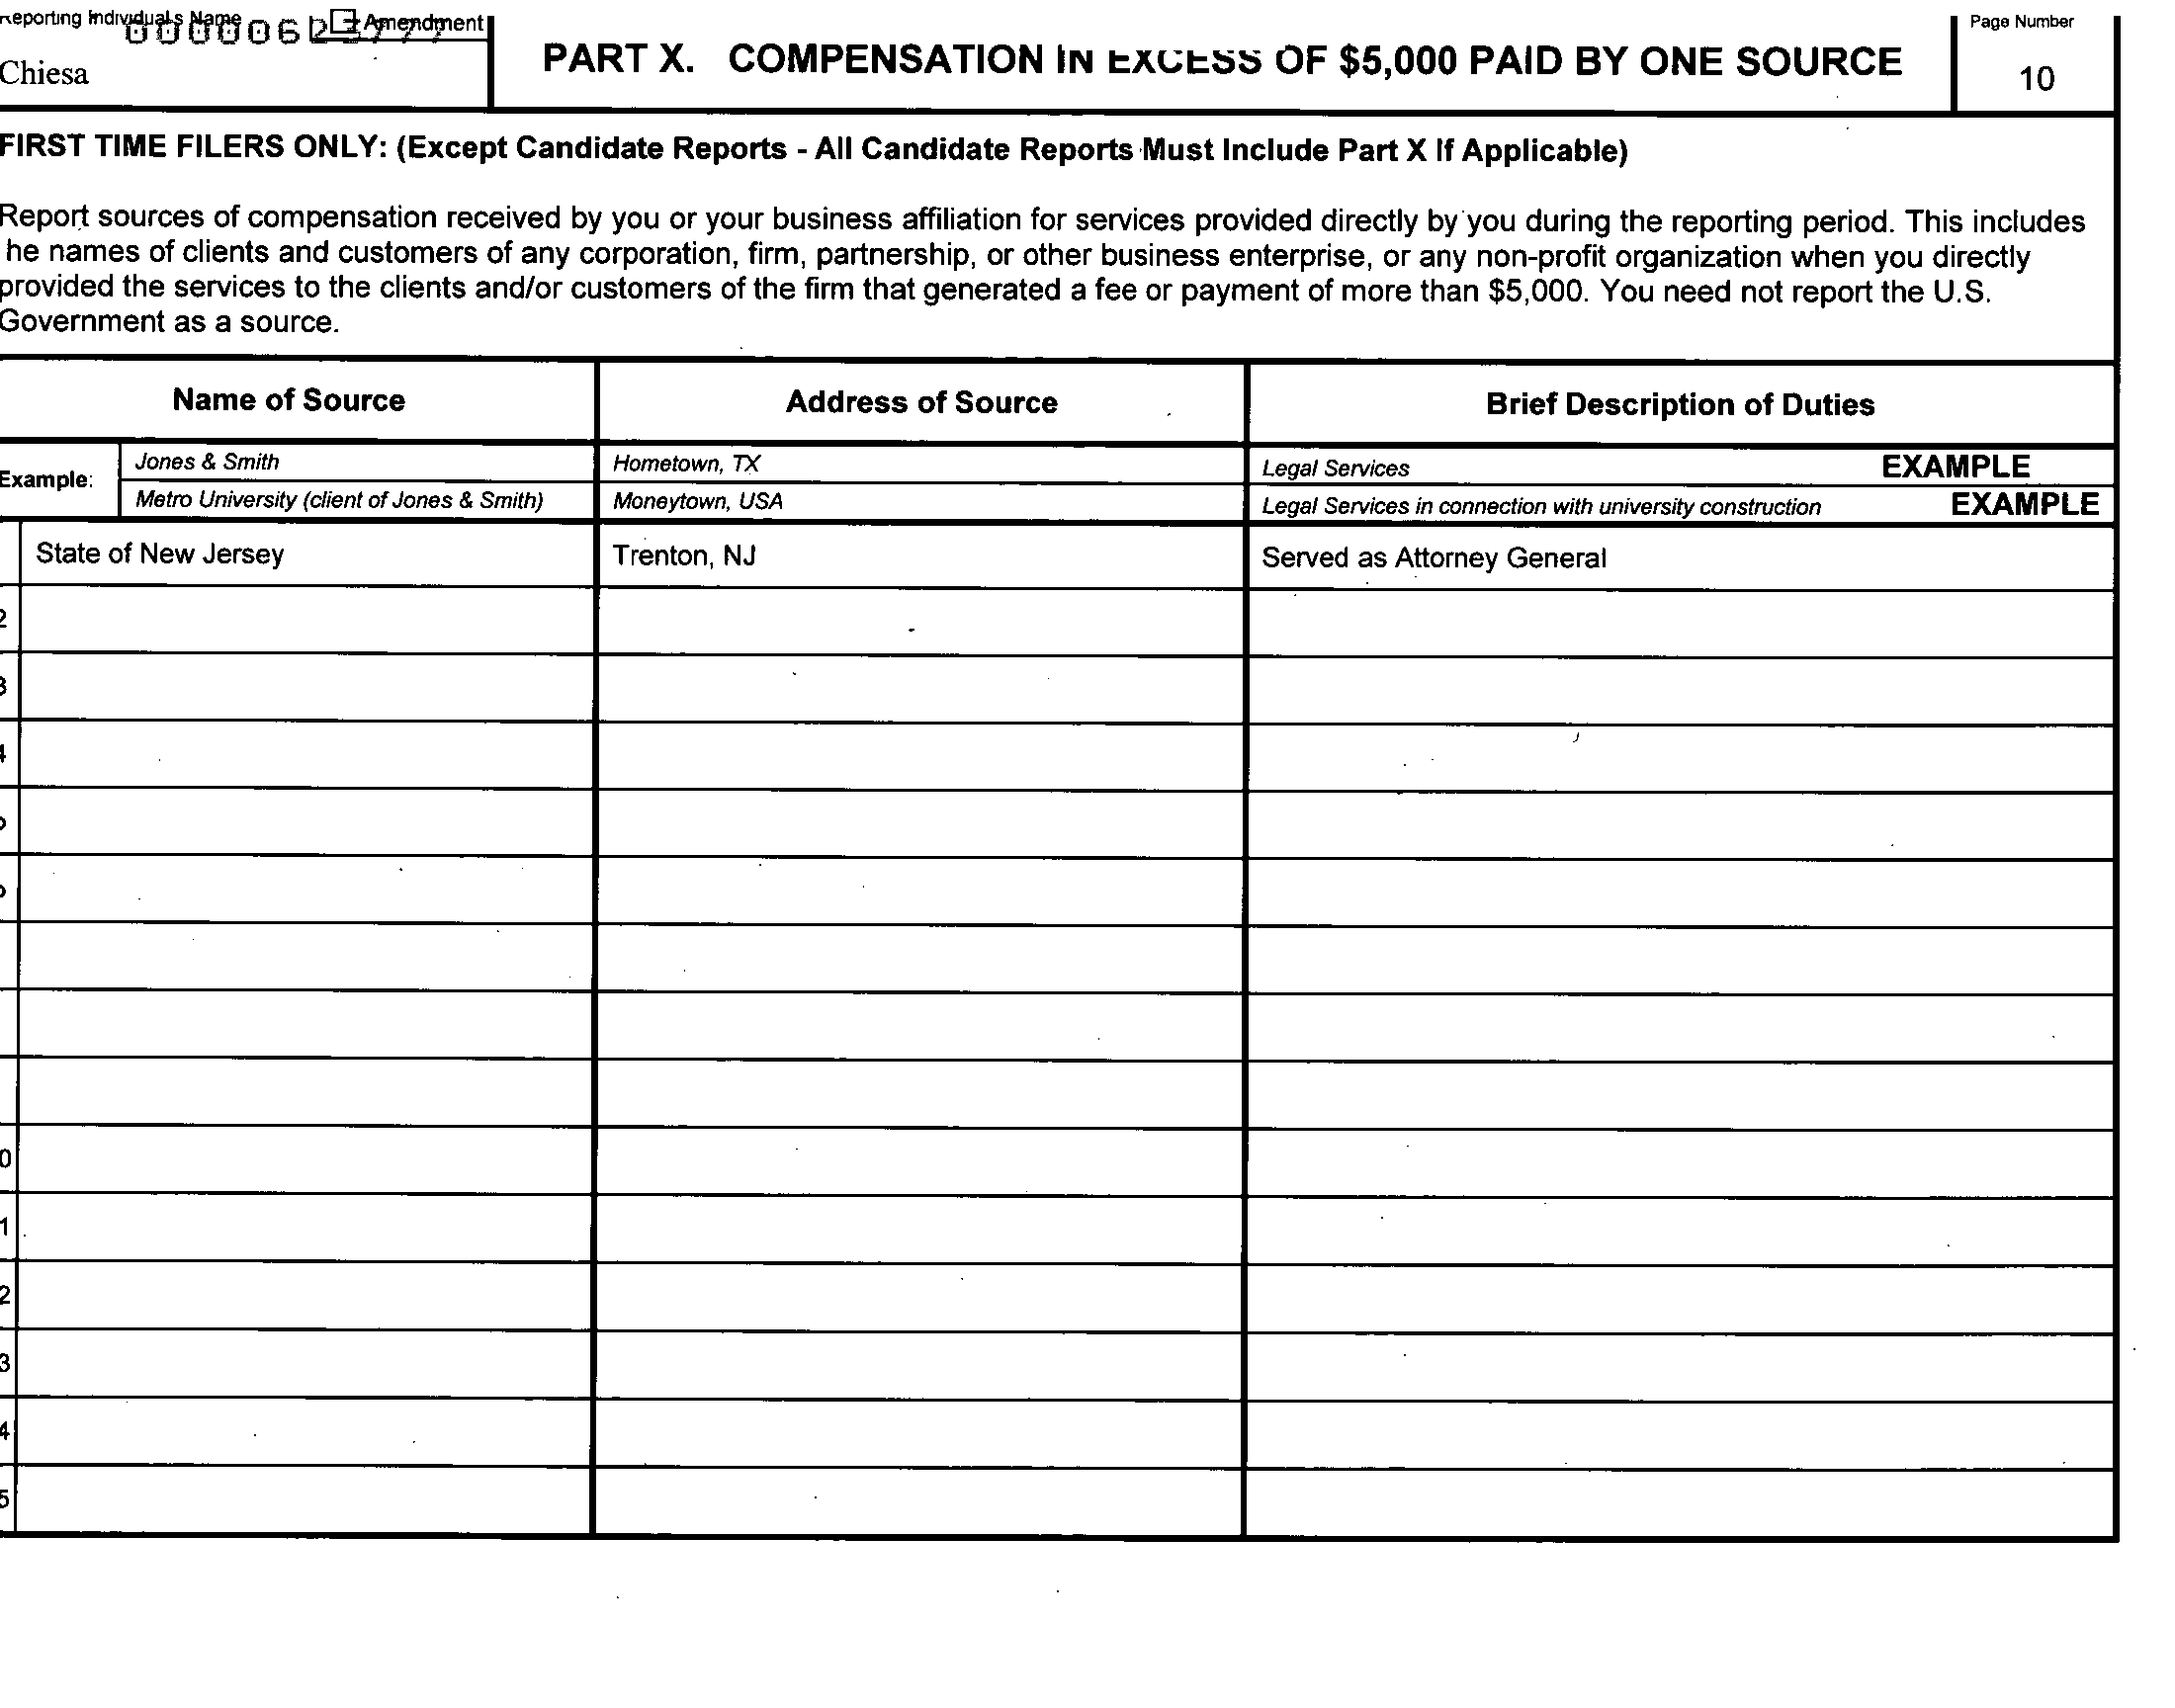 Reporting Individual's Name
Amendment
Chiesa
PART X. COMPENSATION IN EXCESS OF $5,000 PAID BY ONE SOURCE
Page Number
10
FIRST TIME FILERS ONLY: (Except Candidate Reports - All Candidate Reports Must Include Part X If Applicable)
Report sources of compensation received by you or your business affiliation for services provided directly by you during the reporting period. This includes
he names of clients and customers of any corporation, firm, partnership, or other business enterprise, or any non-profit organization when you directly
provided the services to the clients and/or customers of the firm that generated a fee or payment of more than $5,000. You need not report the U.S.
Government as a source.
Name of Source Address of Source Brief Description of Duties
Example: Jones & Smith Hometown, TX Legal Services EXAMPLE
Metro University (client of Jones & Smith) Moneytown, USA Legal Services in connection with university construction EXAMPLE
State of New Jersey Trenton, NJ Served as Attorney General
2
3
4
0
1
2
3
4
5